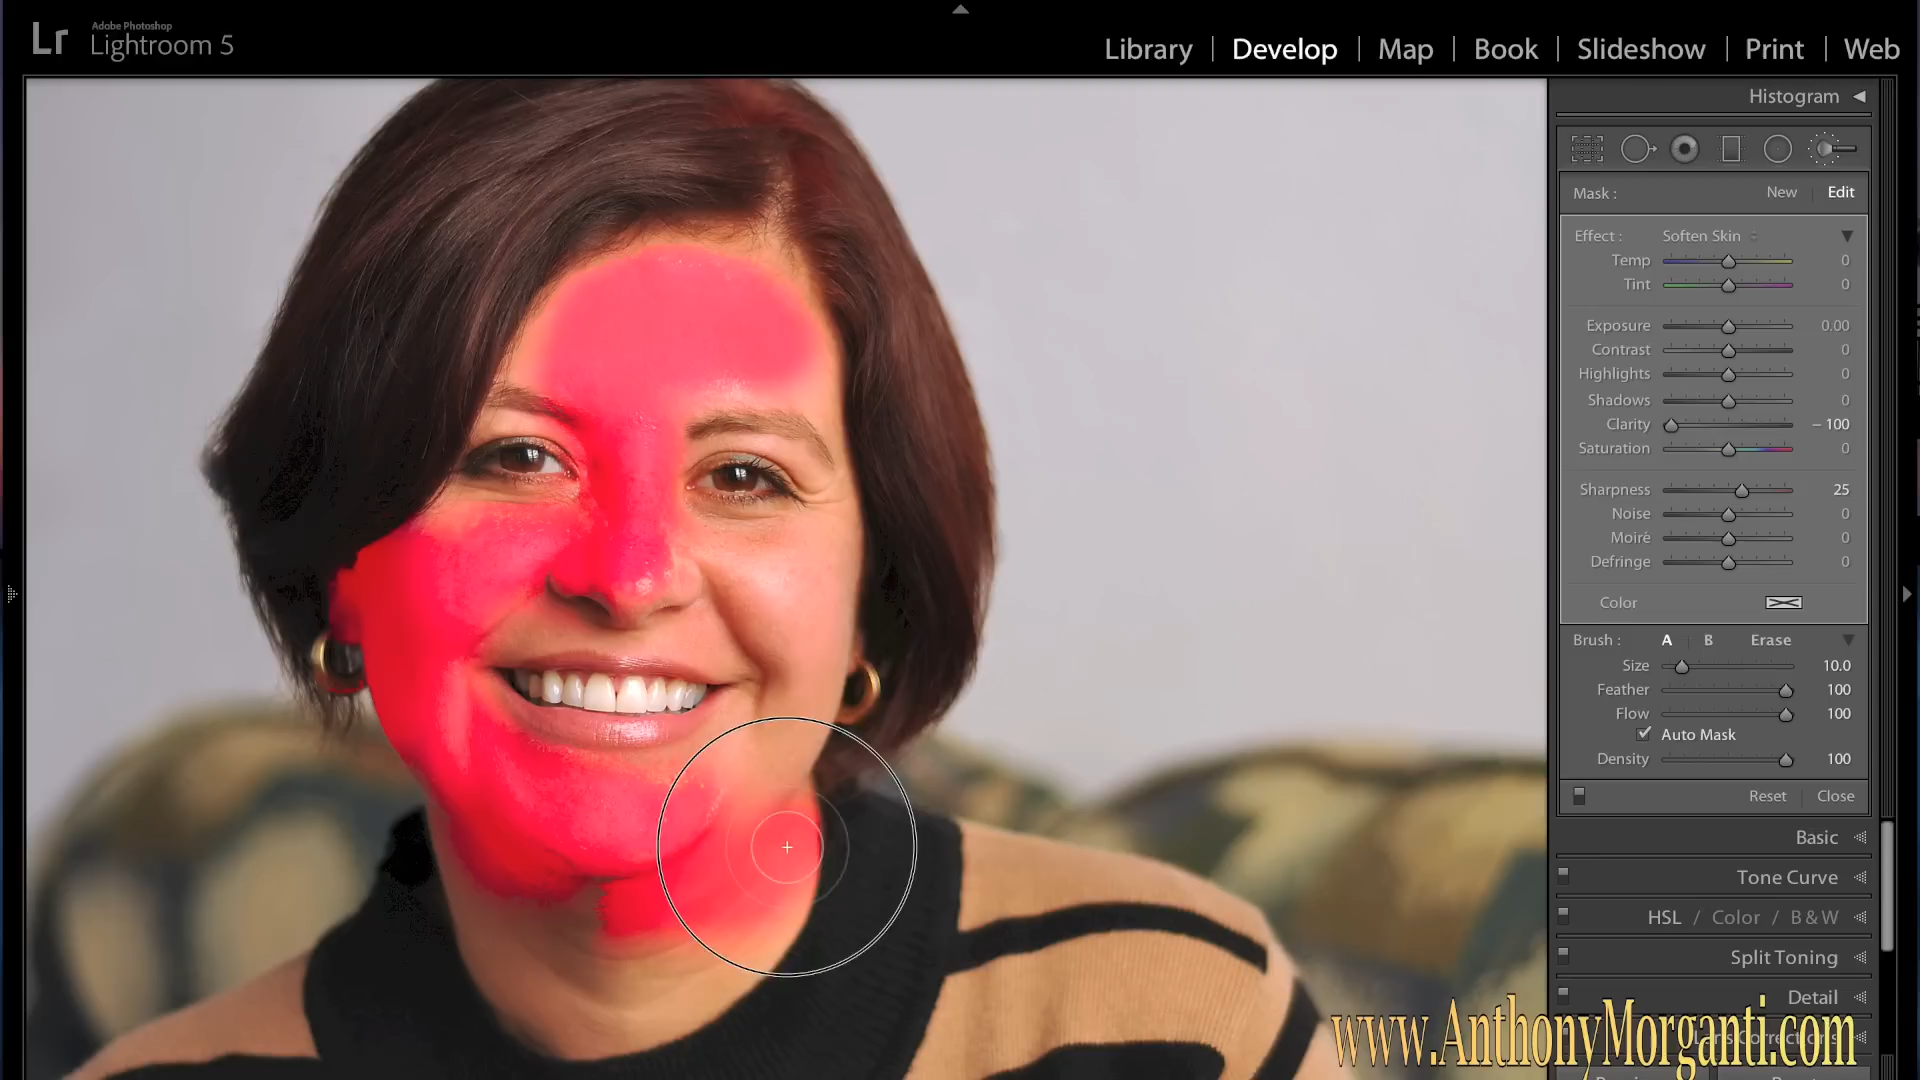 Lr Adobe Photoshop
Lightroom 5
Library | Develop | Map | Book | Slideshow | Print | Web
Histogram
Mask : New Edit
Effect : Soften Skin
Temp 0
Tint 0
Exposure 0.00
Contrast 0
Highlights 0
Shadows 0
Clarity – 100
Saturation 0
Sharpness 25
Noise 0
Moiré 0
Defringe 0
Color
Brush : A B Erase
Size 10.0
Feather 100
Flow 100
Auto Mask
Density 100
Reset Close
Basic
Tone Curve
HSL / Color / B & W
Split Toning
Detail
www.AnthonyMorganti.com